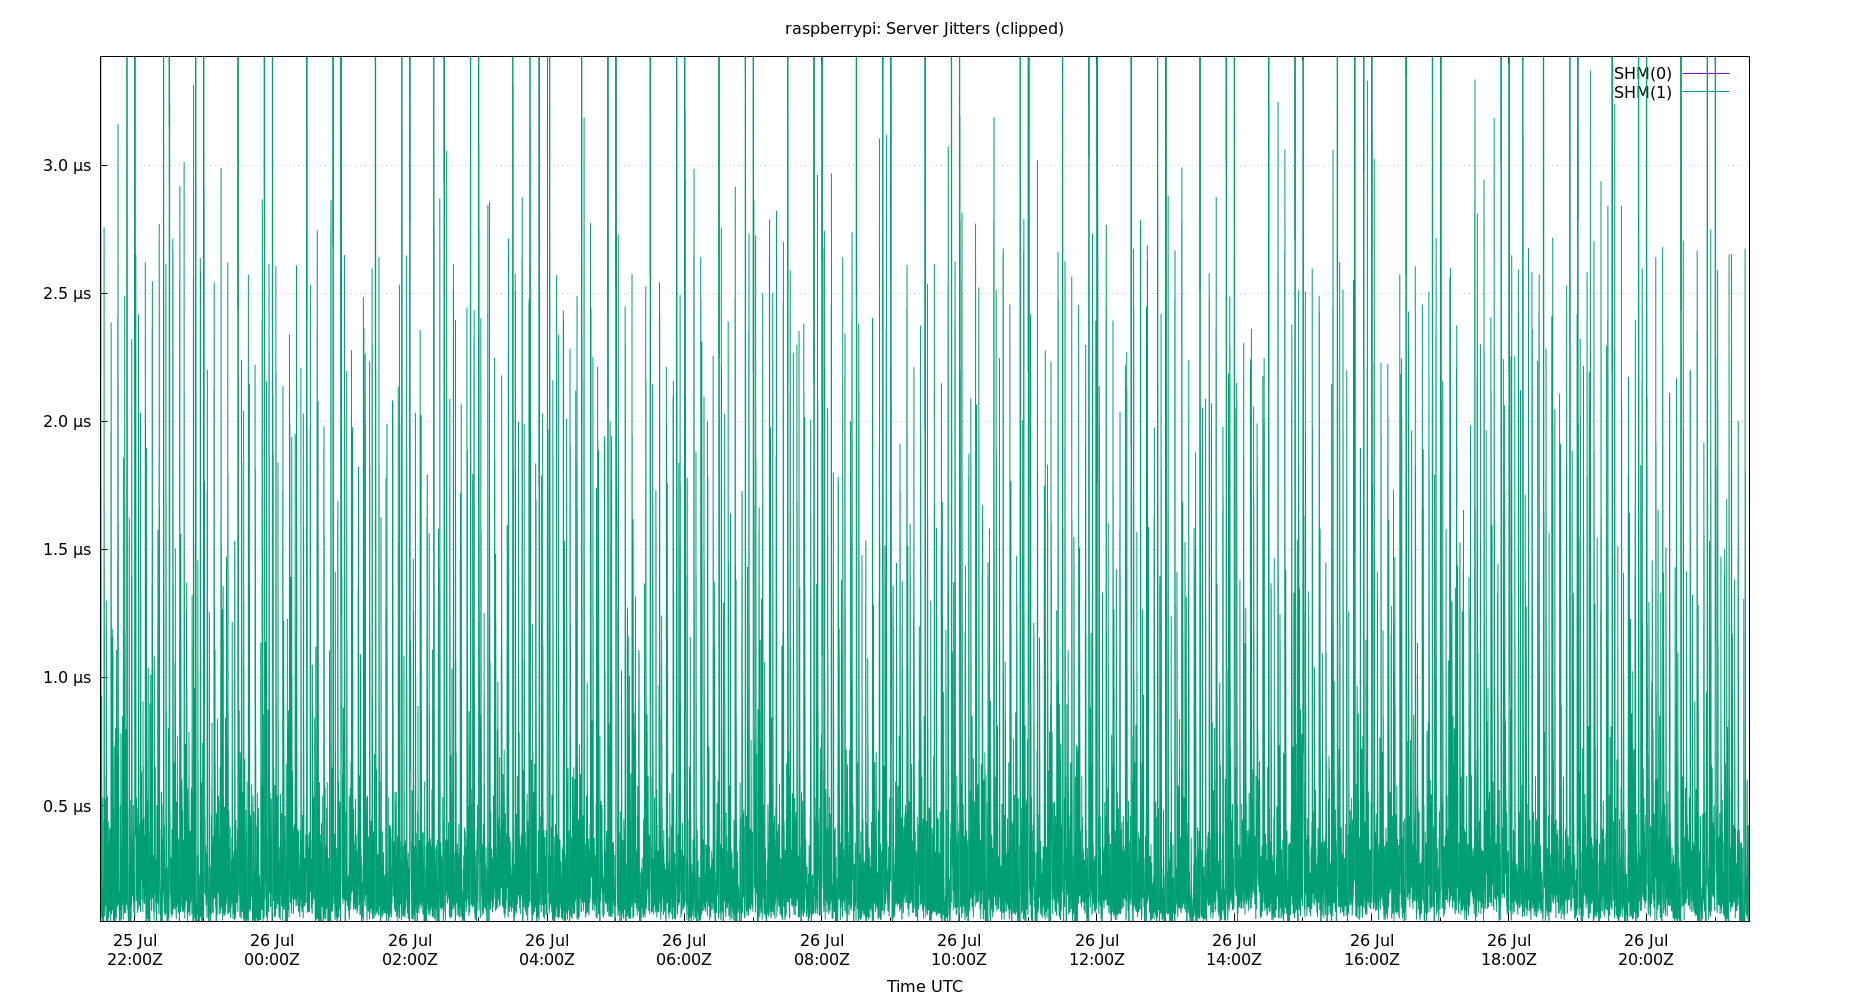 raspberrypi: Server Jitters (clipped)
SHM(0)
SHM(1)
3.0 µs
2.5 µs
2.0 µs
1.5 µs
1.0 µs
0.5 µs
25 Jul 26 Jul 26 Jul 26 Jul 26 Jul 26 Jul 26 Jul 26 Jul 26 Jul 26 Jul 26 Jul 26 Jul
22:00Z 00:00Z 02:00Z 04:00Z 06:00Z 08:00Z 10:00Z 12:00Z 14:00Z 16:00Z 18:00Z 20:00Z
Time UTC